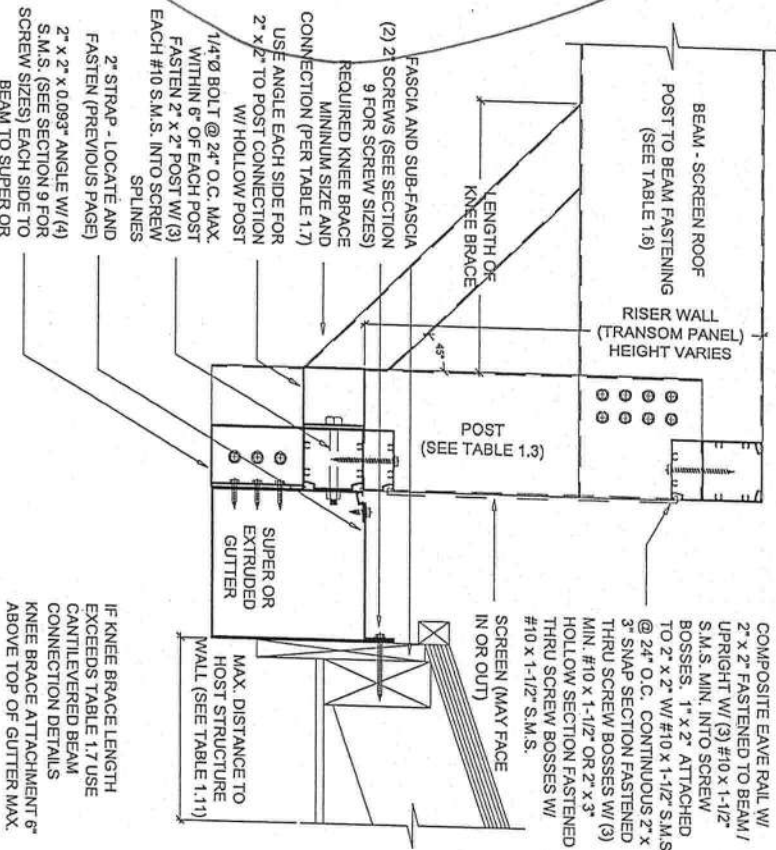 BEAM - SCREEN ROOF
POST TO BEAM FASTENING
(SEE TABLE 1.6)
RISER WALL
(TRANSOM PANEL)
HEIGHT VARIES
LENGTH OF
KNEE BRACE
45°
POST
(SEE TABLE 1.3)
FASCIA AND SUB-FASCIA
(2) 2" SCREWS (SEE SECTION
9 FOR SCREW SIZES)
REQUIRED KNEE BRACE
MININUM SIZE AND
CONNECTION (PER TABLE 1.7)
USE ANGLE EACH SIDE FOR
2" x 2" TO POST CONNECTION
W/ HOLLOW POST
1/4"Ø BOLT @ 24" O.C. MAX.
WITHIN 6" OF EACH POST
FASTEN 2" x 2" POST W/ (3)
EACH #10 S.M.S. INTO SCREW
SPLINES
2" STRAP - LOCATE AND
FASTEN (PREVIOUS PAGE)
2" x 2" x 0.093" ANGLE W/ (4)
S.M.S. (SEE SECTION 9 FOR
SCREW SIZES) EACH SIDE TO
BEAM TO SUPER OR
SUPER OR
EXTRUDED
GUTTER
COMPOSITE EAVE RAIL W/
2" x 2" FASTENED TO BEAM /
UPRIGHT W/ (3) #10 x 1-1/2"
S.M.S. MIN. INTO SCREW
BOSSES. 1" x 2" ATTACHED
TO 2" x 2" W/ #10 x 1-1/2" S.M.S
@ 24" O.C. CONTINUOUS 2" x
3" SNAP SECTION FASTENED
THRU SCREW BOSSES W/ (3)
MIN. #10 x 1-1/2" OR 2" x 3"
HOLLOW SECTION FASTENED
THRU SCREW BOSSES W/
#10 x 1-1/2" S.M.S.
SCREEN (MAY FACE
IN OR OUT)
MAX. DISTANCE TO
HOST STRUCTURE
WALL (SEE TABLE 1.11)
IF KNEE BRACE LENGTH
EXCEEDS TABLE 1.7 USE
CANTILEVERED BEAM
CONNECTION DETAILS
KNEE BRACE ATTACHMENT 6"
ABOVE TOP OF GUTTER MAX.